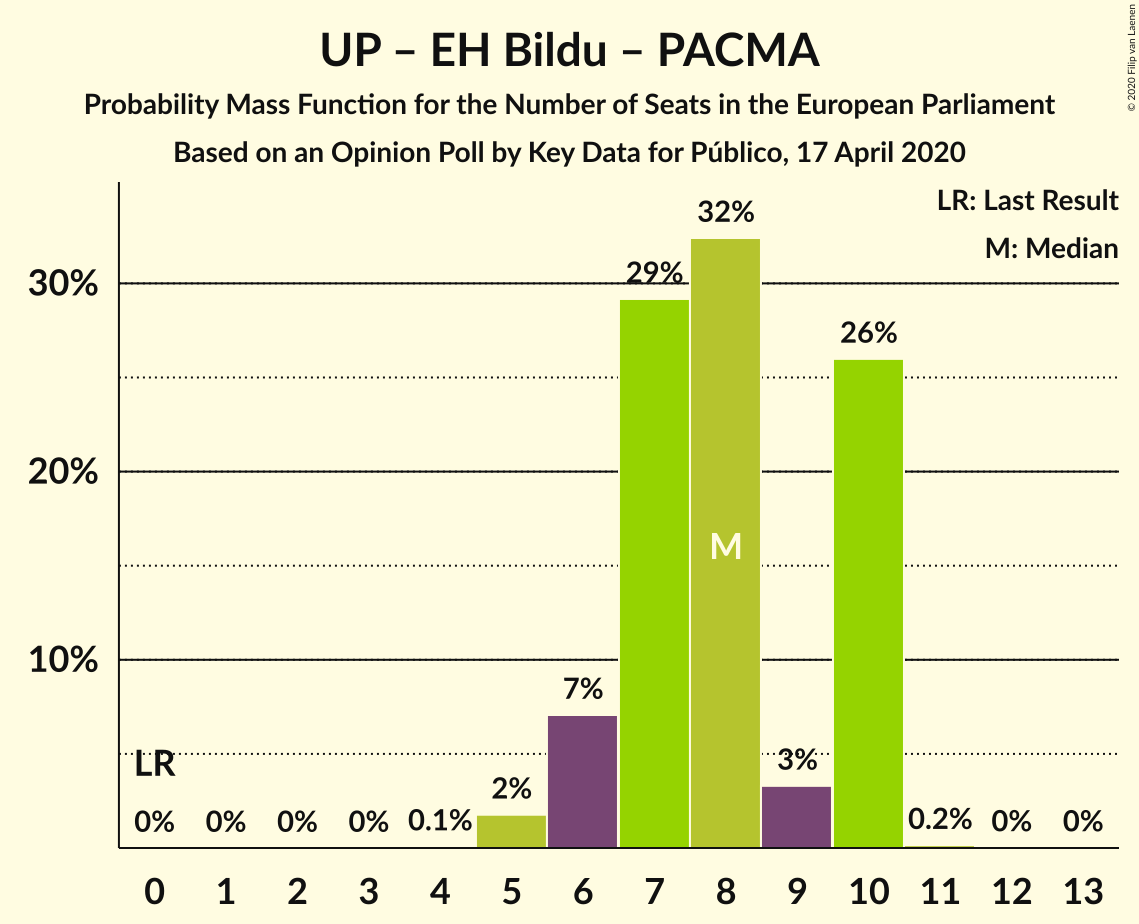 UP – EH Bildu – PACMA
Probability Mass Function for the Number of Seats in the European Parliament
Based on an Opinion Poll by Key Data for Público, 17 April 2020
© 2020 Filip van Laenen
LR: Last Result
M: Median
30%
20%
10%
LR
0%
0%
0%
0%
0.1%
2%
7%
29%
32%
M
3%
26%
0.2%
0%
0%
0 1 2 3 4 5 6 7 8 9 10 11 12 13